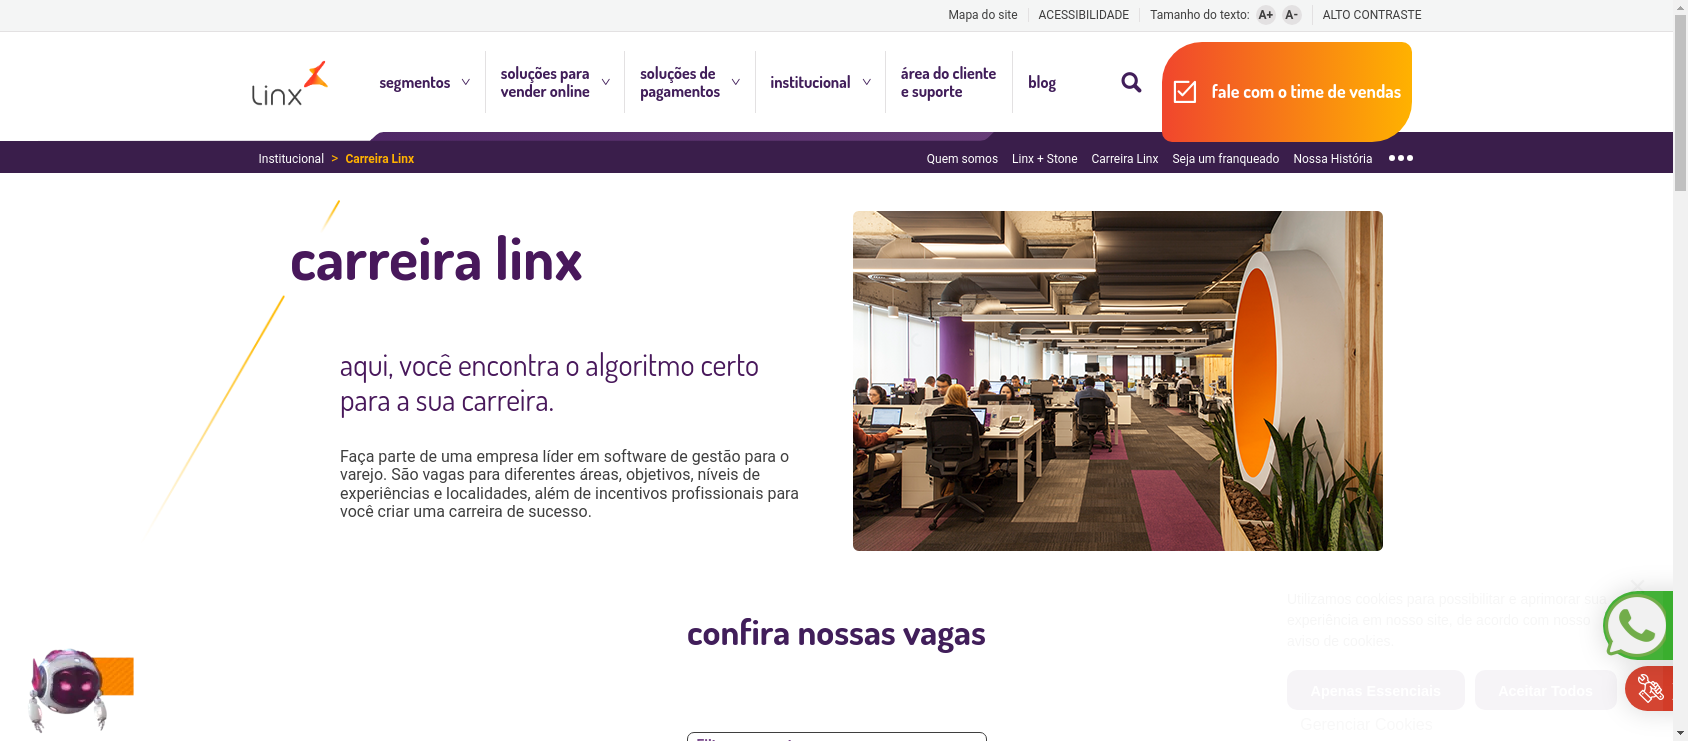 Mapa do site
ACESSIBILIDADE
Tamanho do texto: A+ A-
ALTO CONTRASTE
Linx
segmentos
soluções para
vender online
soluções de
pagamentos
institucional
área do cliente
e suporte
blog
fale com o time de vendas
Institucional > Carreira Linx
Quem somos
Linx + Stone
Carreira Linx
Seja um franqueado
Nossa História
carreira linx
aqui, você encontra o algoritmo certo
para a sua carreira.
Faça parte de uma empresa líder em software de gestão para o
varejo. São vagas para diferentes áreas, objetivos, níveis de
experiências e localidades, além de incentivos profissionais para
você criar uma carreira de sucesso.
confira nossas vagas
Utilizamos cookies para possibilitar e aprimorar sua
experiência em nosso site, de acordo com nosso
aviso de cookies
Apenas Essenciais
Aceitar Todos
Gerenciar Cookies